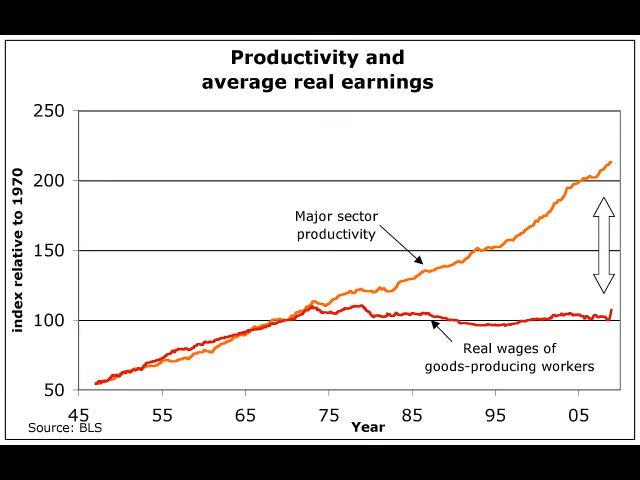 Productivity and
average real earnings
250
200
150
100
50
index relative to 1970
Major sector
productivity
Real wages of
goods-producing workers
45 55 65 75 85 95 05
Year
Source: BLS